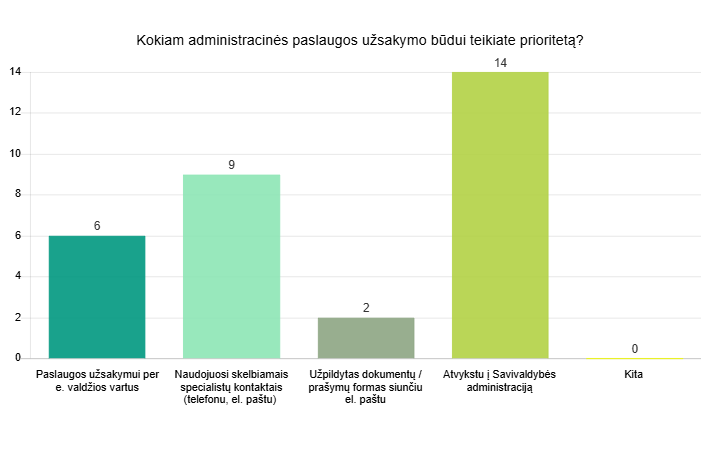 Kokiam administracinės paslaugos užsakymo būdui teikiate prioritetą?
14
12
10
8
6
4
2
0
6
9
2
14
0
Paslaugos užsakymui per
e. valdžios vartus
Naudojuosi skelbiamais
specialistų kontaktais
(telefonu, el. paštu)
Užpildytas dokumentų /
prašymų formas siunčiu
el. paštu
Atvykstu į Savivaldybės
administraciją
Kita